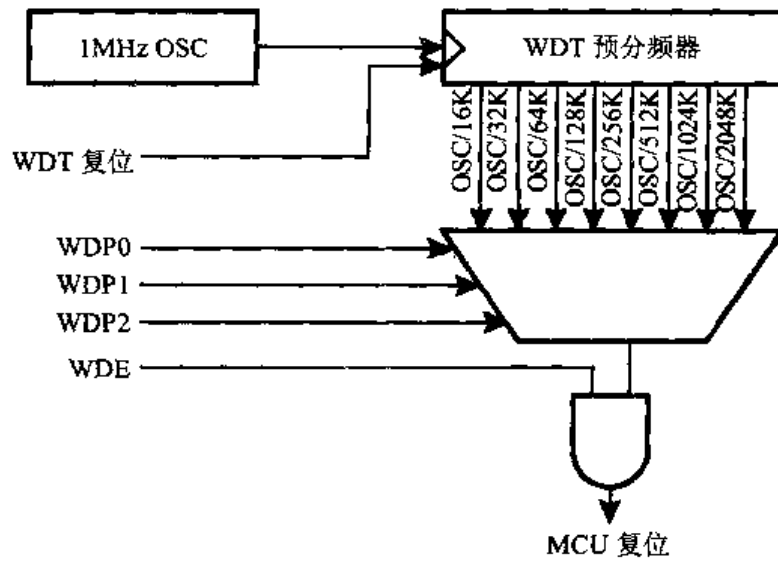 1MHz OSC
WDT 预分频器
OSC/16K
OSC/32K
OSC/64K
OSC/128K
OSC/256K
OSC/512K
OSC/1024K
OSC/2048K
WDT 复位
WDP0
WDP1
WDP2
WDE
MCU 复位